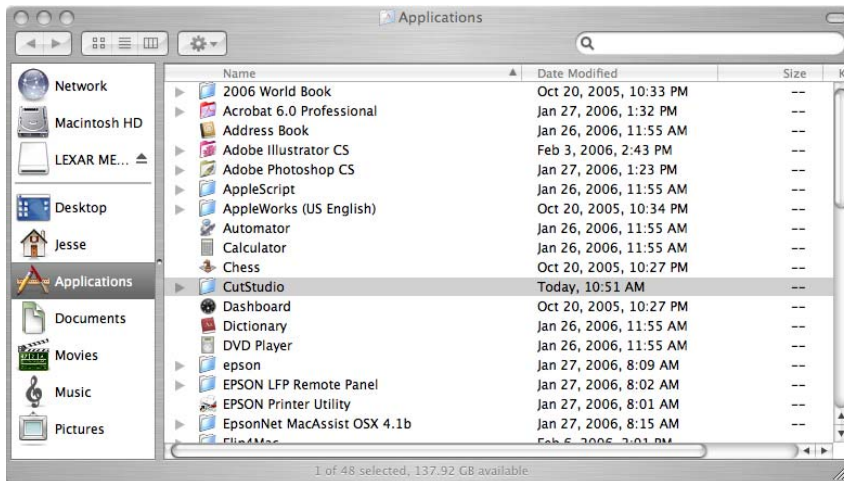 Applications
Name Date Modified Size
Network
Macintosh HD
LEXAR ME...
Desktop
Jesse
Applications
Documents
Movies
Music
Pictures
2006 World Book Oct 20, 2005, 10:33 PM --
Acrobat 6.0 Professional Jan 27, 2006, 1:32 PM --
Address Book Jan 26, 2006, 11:55 AM --
Adobe Illustrator CS Feb 3, 2006, 2:43 PM --
Adobe Photoshop CS Jan 27, 2006, 1:23 PM --
AppleScript Jan 26, 2006, 11:55 AM --
AppleWorks (US English) Oct 20, 2005, 10:34 PM --
Automator Jan 26, 2006, 11:55 AM --
Calculator Jan 26, 2006, 11:55 AM --
Chess Oct 20, 2005, 10:27 PM --
CutStudio Today, 10:51 AM --
Dashboard Oct 20, 2005, 10:27 PM --
Dictionary Jan 26, 2006, 11:55 AM --
DVD Player Jan 26, 2006, 11:55 AM --
epson Jan 27, 2006, 8:09 AM --
EPSON LFP Remote Panel Jan 27, 2006, 8:02 AM --
EPSON Printer Utility Jan 27, 2006, 8:01 AM --
EpsonNet MacAssist OSX 4.1b Jan 27, 2006, 8:15 AM --
Flip4Mac Feb 6, 2006, 2:01 PM --
1 of 48 selected, 137.92 GB available